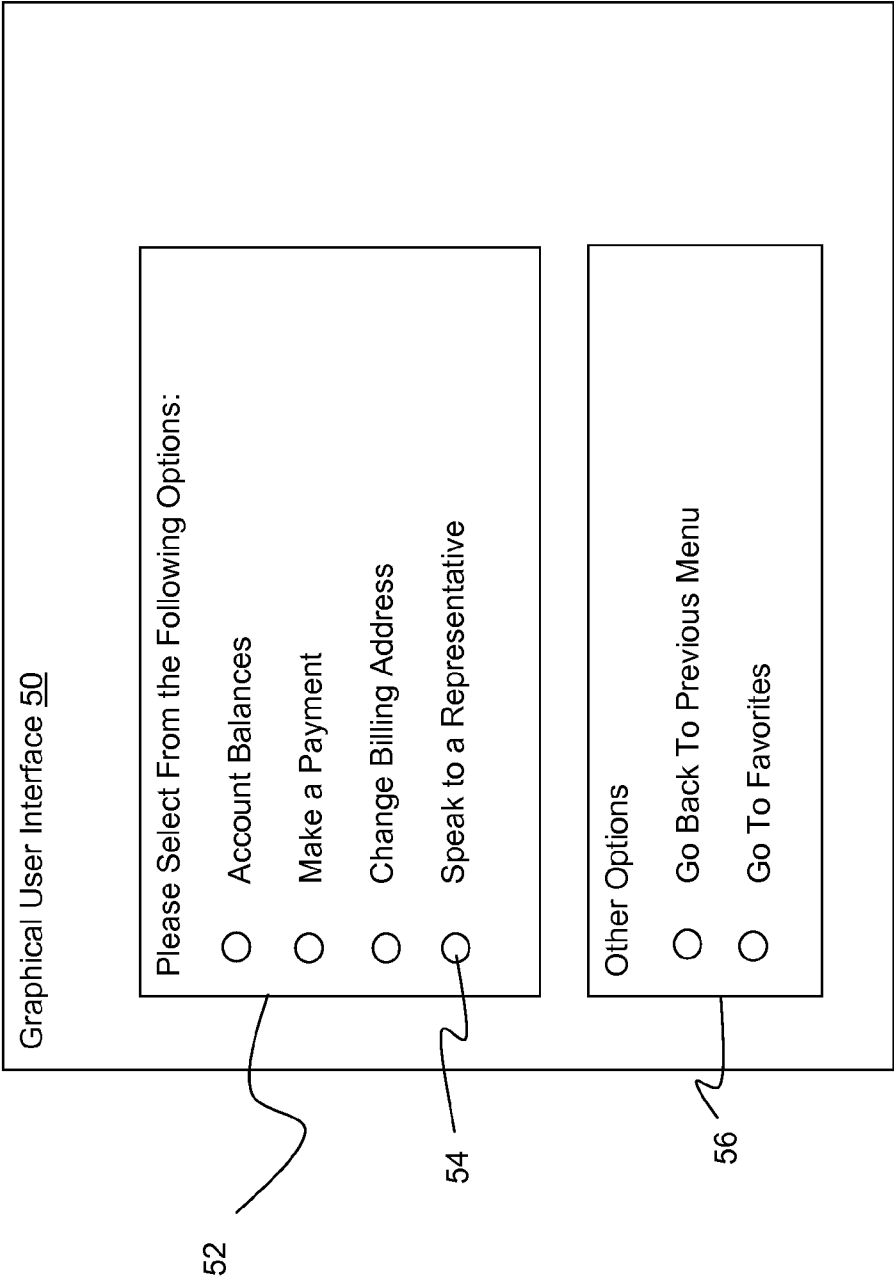 Graphical User Interface 50
Please Select From the Following Options:
Account Balances
Make a Payment
Change Billing Address
Speak to a Representative
Other Options
Go Back To Previous Menu
Go To Favorites
52
54
56